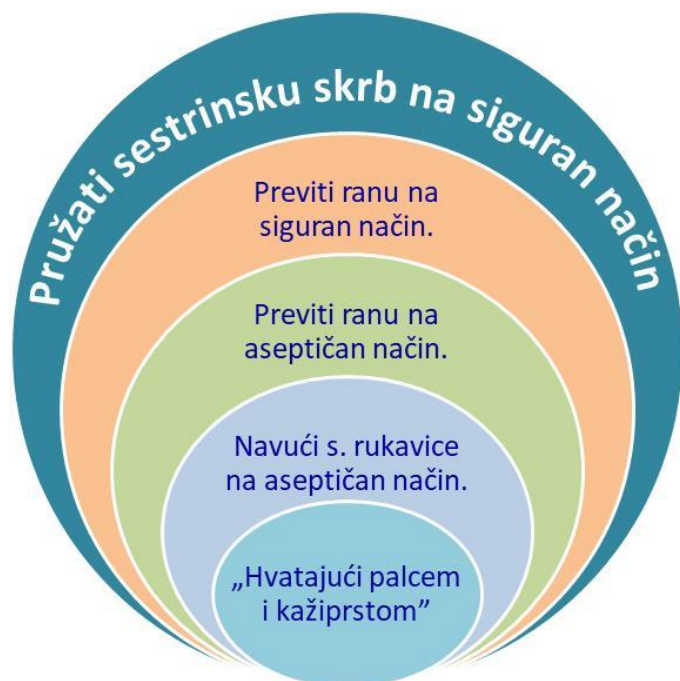 Pružati sestrinsku skrb na siguran način
Previti ranu na
siguran način.
Previti ranu na
aseptičan način.
Navući s. rukavice
na aseptičan način.
„Hvatajući palcem
i kažiprstom”